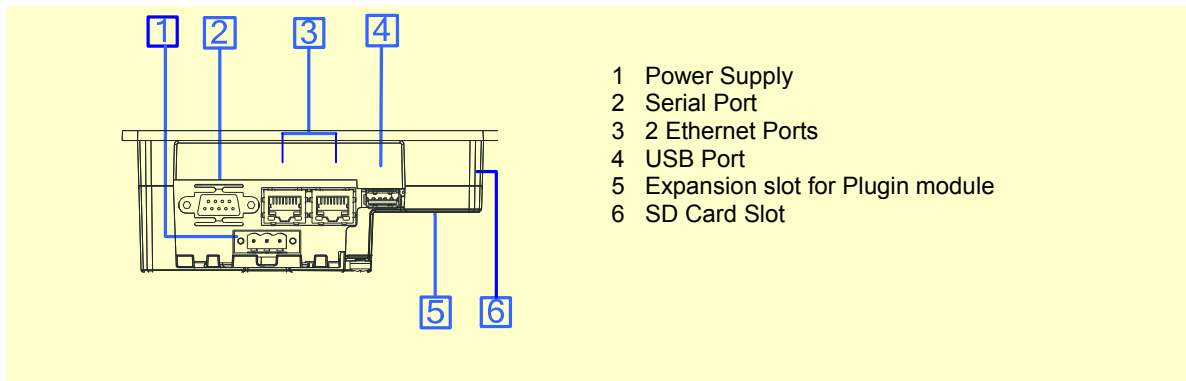 1 2 3 4
1 Power Supply
2 Serial Port
3 2 Ethernet Ports
4 USB Port
5 Expansion slot for Plugin module
6 SD Card Slot
5 6